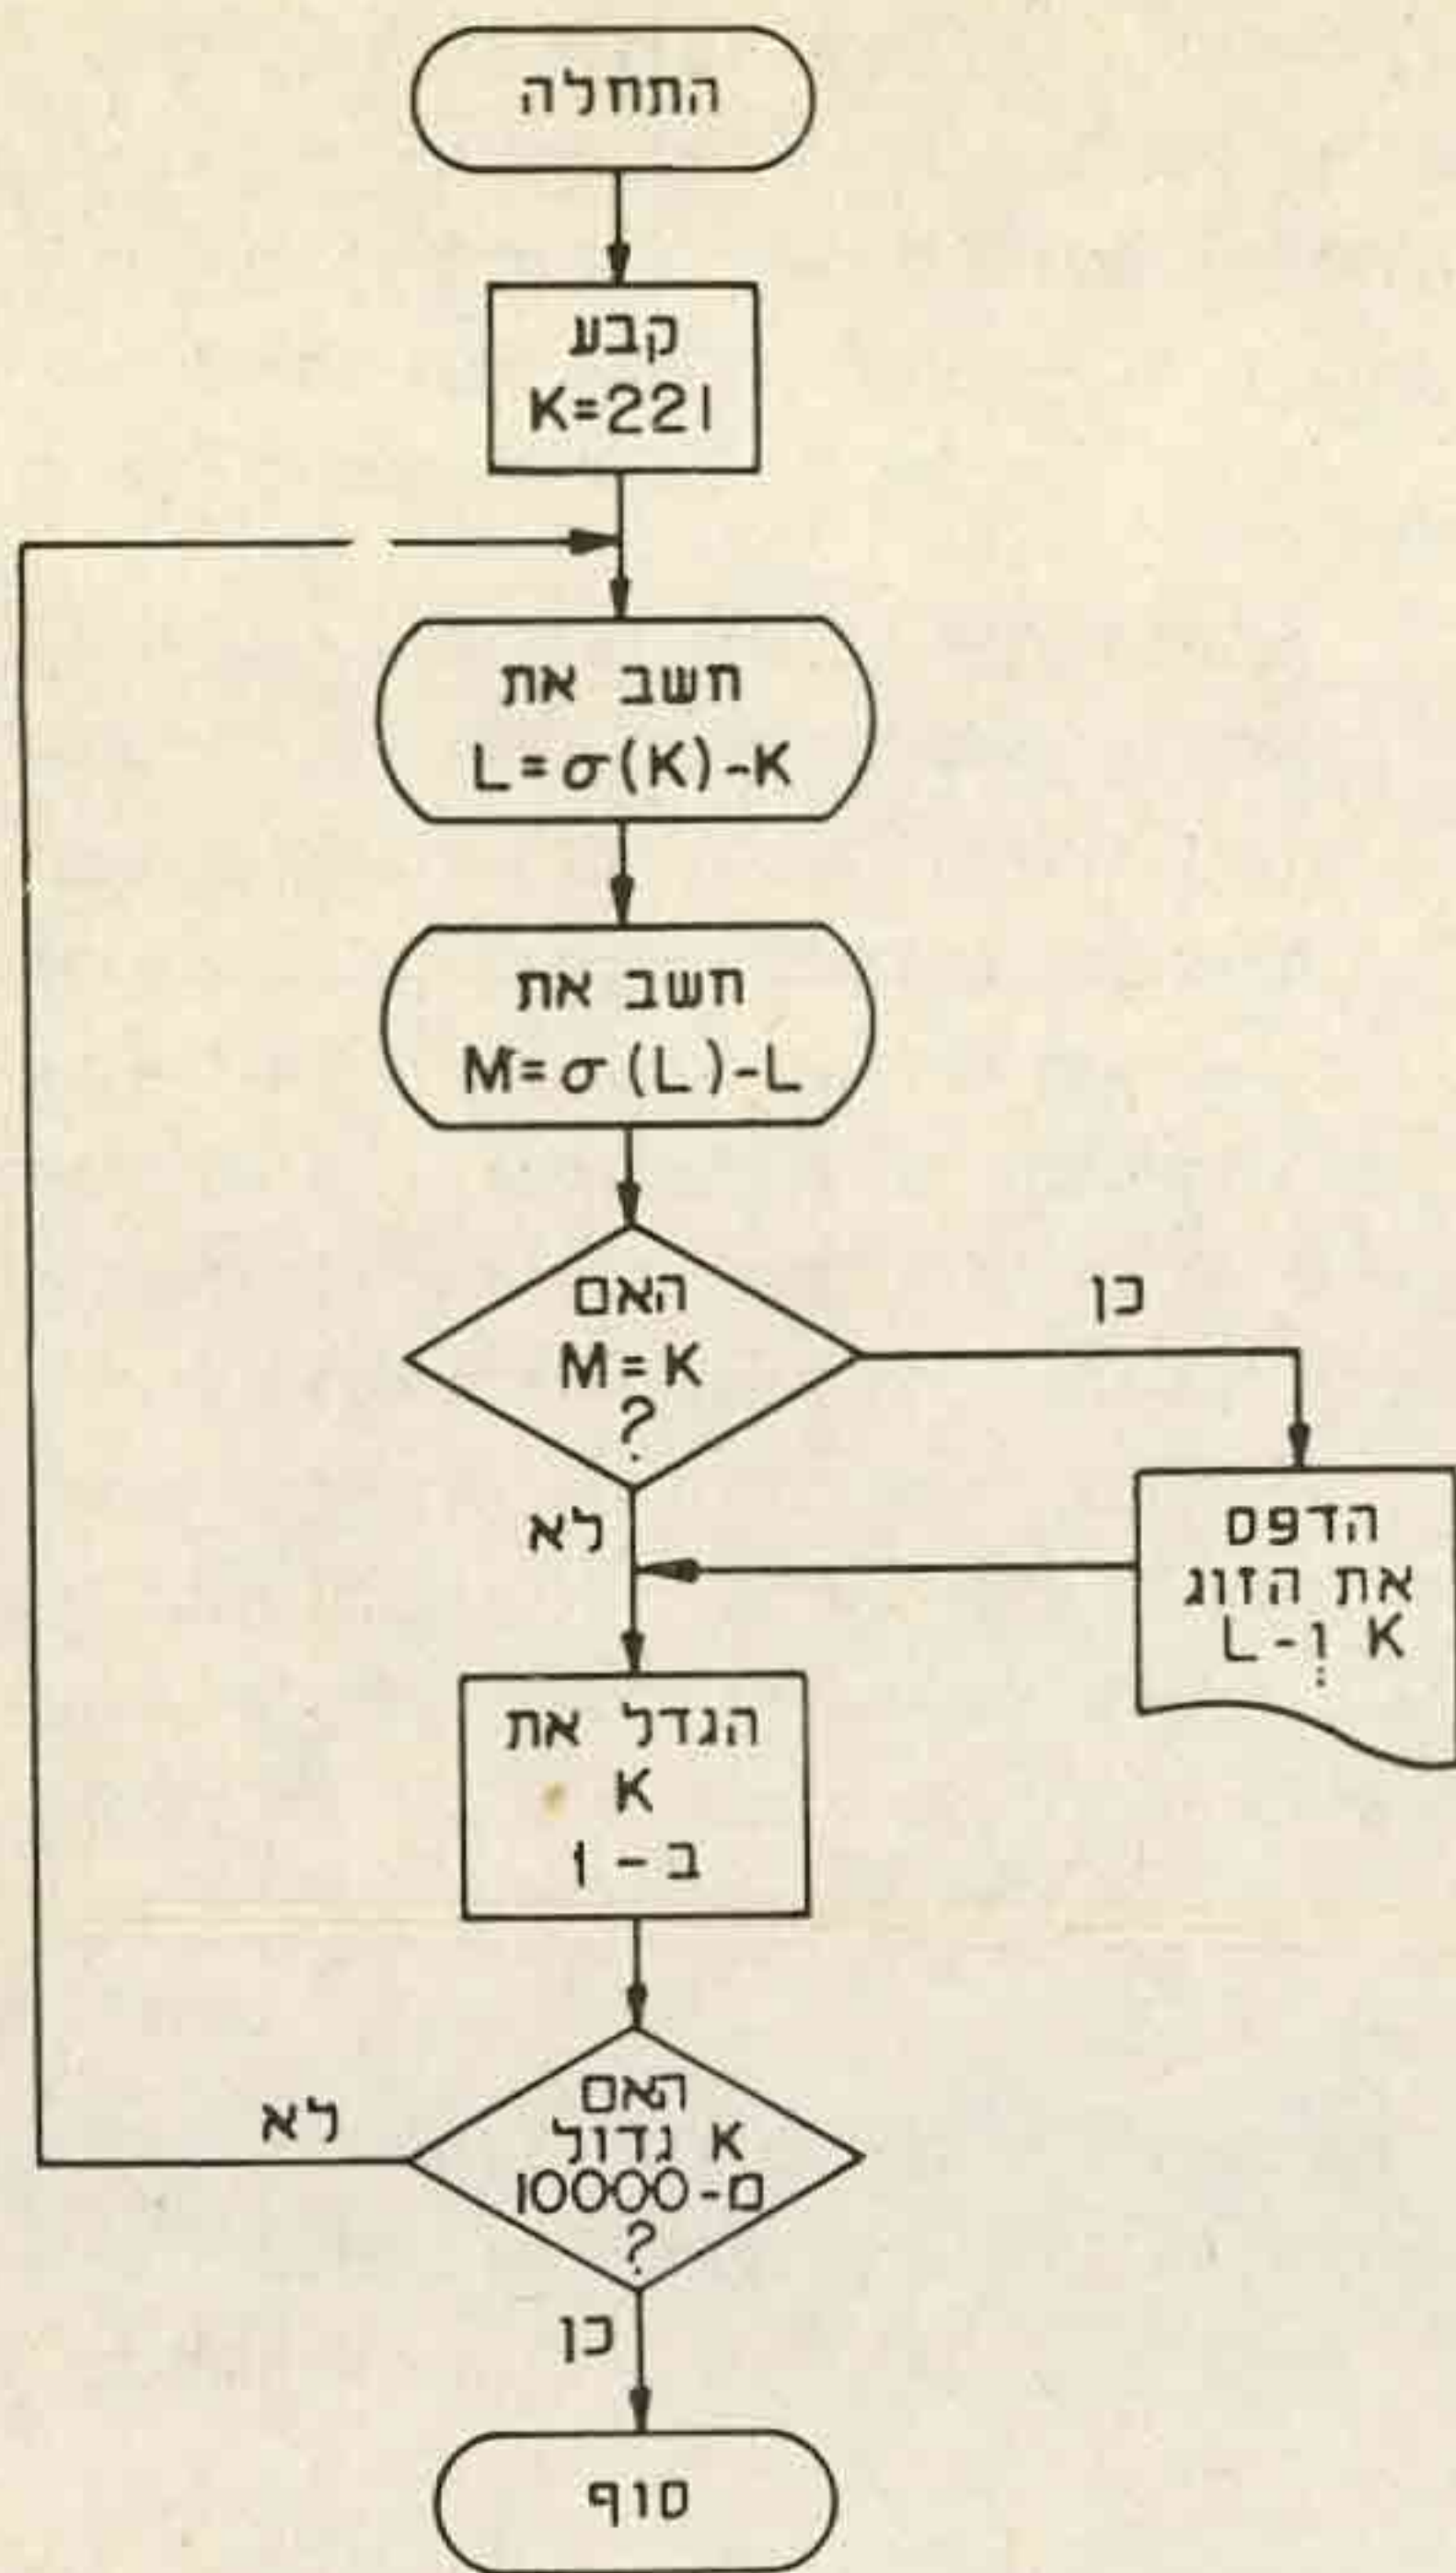 התחלה
קבע
K=221
חשב את
L=σ(K)-K
חשב את
M=σ(L)-L
האם
M=K
?
כן
לא
הדפס
את הזוג
K וְ-L
הגדל את
K
ב-1
האם
K גדול
מ-10000
?
לא
כן
סוף